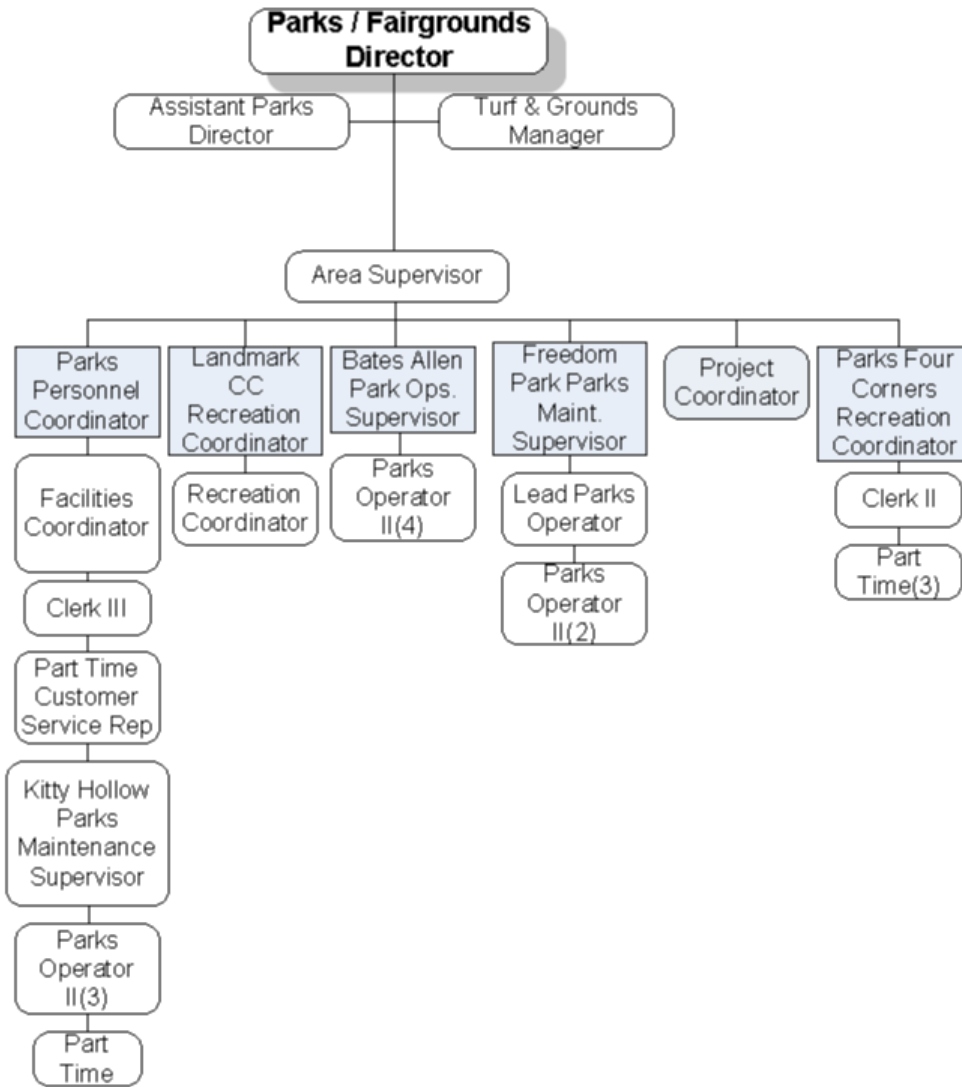 Parks / Fairgrounds
Director
Assistant Parks
Director
Turf & Grounds
Manager
Area Supervisor
Parks
Personnel
Coordinator
Landmark
CC
Recreation
Coordinator
Bates Allen
Park Ops.
Supervisor
Freedom
Park Parks
Maint.
Supervisor
Project
Coordinator
Parks Four
Corners
Recreation
Coordinator
Facilities
Coordinator
Clerk III
Part Time
Customer
Service Rep
Kitty Hollow
Parks
Maintenance
Supervisor
Parks
Operator
II(3)
Part
Time
Recreation
Coordinator
Parks
Operator
II(4)
Lead Parks
Operator
Parks
Operator
II(2)
Clerk II
Part
Time(3)